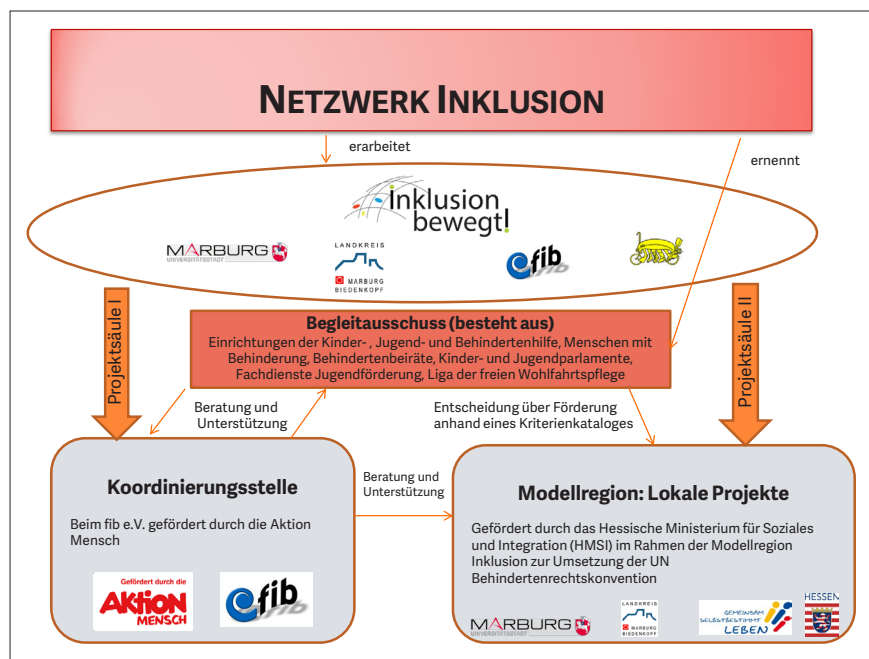 NETZWERK INKLUSION
erarbeitet
ernennt
inklusion
bewegt!
MARBURG
UNIVERSITÄTSSTADT
LANDKREIS
MARBURG
BIEDENKOPF
fib
Projektsäule I
Projektsäule II
Begleitausschuss (besteht aus)
Einrichtungen der Kinder- , Jugend- und Behindertenhilfe, Menschen mit
Behinderung, Behindertenbeiräte, Kinder- und Jugendparlamente,
Fachdienste Jugendförderung, Liga der freien Wohlfahrtspflege
Beratung und
Unterstützung
Entscheidung über Förderung
anhand eines Kriterienkataloges
Koordinierungsstelle
Beim fib e.V. gefördert durch die Aktion
Mensch
Gefördert durch die
AKTION
MENSCH
fib
Beratung und
Unterstützung
Modellregion: Lokale Projekte
Gefördert durch das Hessische Ministerium für Soziales
und Integration (HMSI) im Rahmen der Modellregion
Inklusion zur Umsetzung der UN
Behindertenrechtskonvention
MARBURG
UNIVERSITÄTSSTADT
LANDKREIS
MARBURG
BIEDENKOPF
GEMEINSAM
SELBSTBESTIMMT
LEBEN
HESSEN